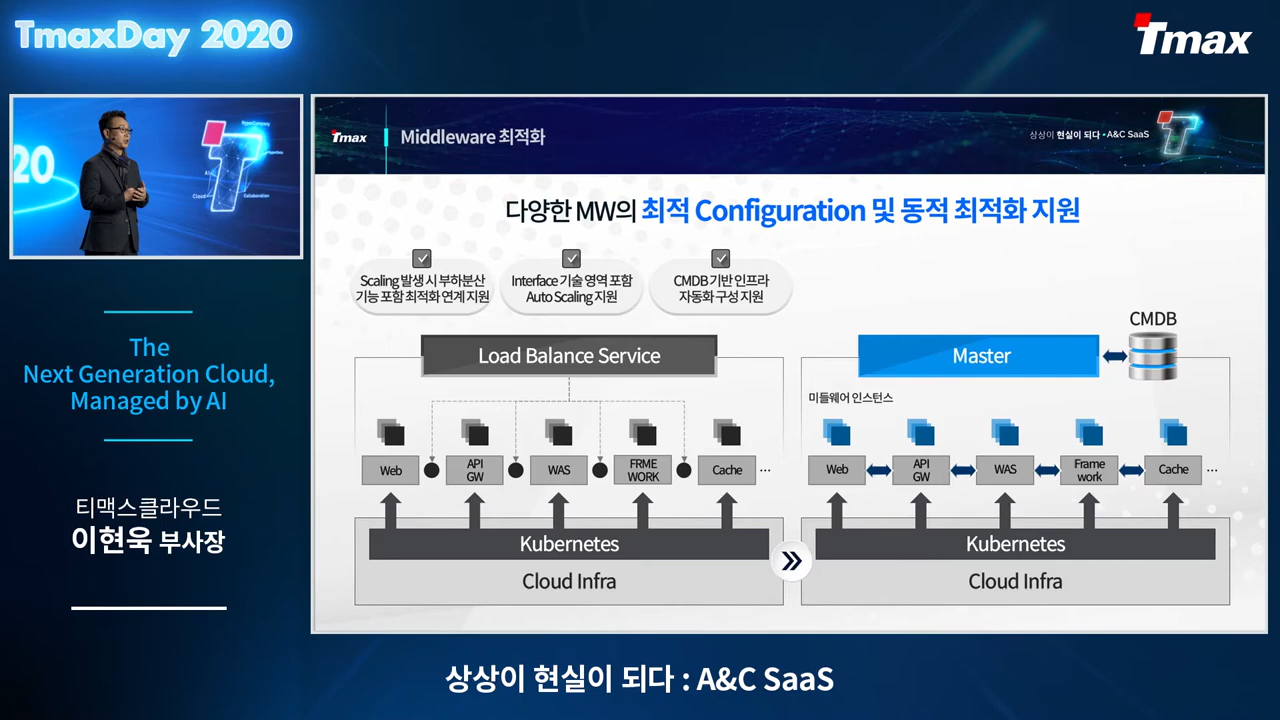 TmaxDay 2020
Tmax
20
Cloud
Collaboration
The
Next Generation Cloud,
Managed by AI
티맥스클라우드
이현욱 부사장
Tmax
Middleware 최적화
상상이 현실이 되다 • A&C SaaS
다양한 MW의 최적 Configuration 및 동적 최적화 지원
Scaling 발생 시 부하분산
기능 포함 최적화 연계 지원
Interface 기술 영역 포함
Auto Scaling 지원
CMDB 기반 인프라
자동화 구성 지원
Load Balance Service
Web
API
GW
WAS
FRME
WORK
Cache
...
Kubernetes
Cloud Infra
CMDB
Master
미들웨어 인스턴스
Web
API
GW
WAS
Frame
work
Cache
...
Kubernetes
Cloud Infra
상상이 현실이 되다 : A&C SaaS